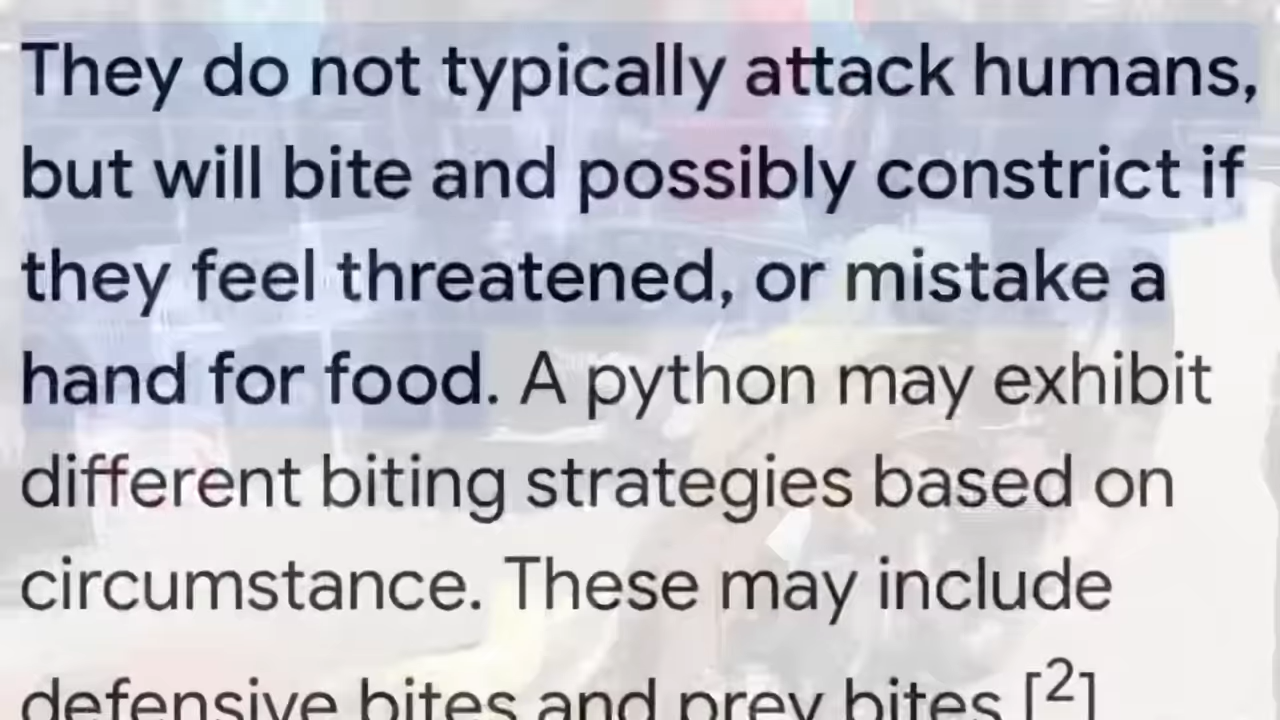 They do not typically attack humans,
but will bite and possibly constrict if
they feel threatened, or mistake a
hand for food. A python may exhibit
different biting strategies based on
circumstance. These may include
defensive bites and prey bites [2]